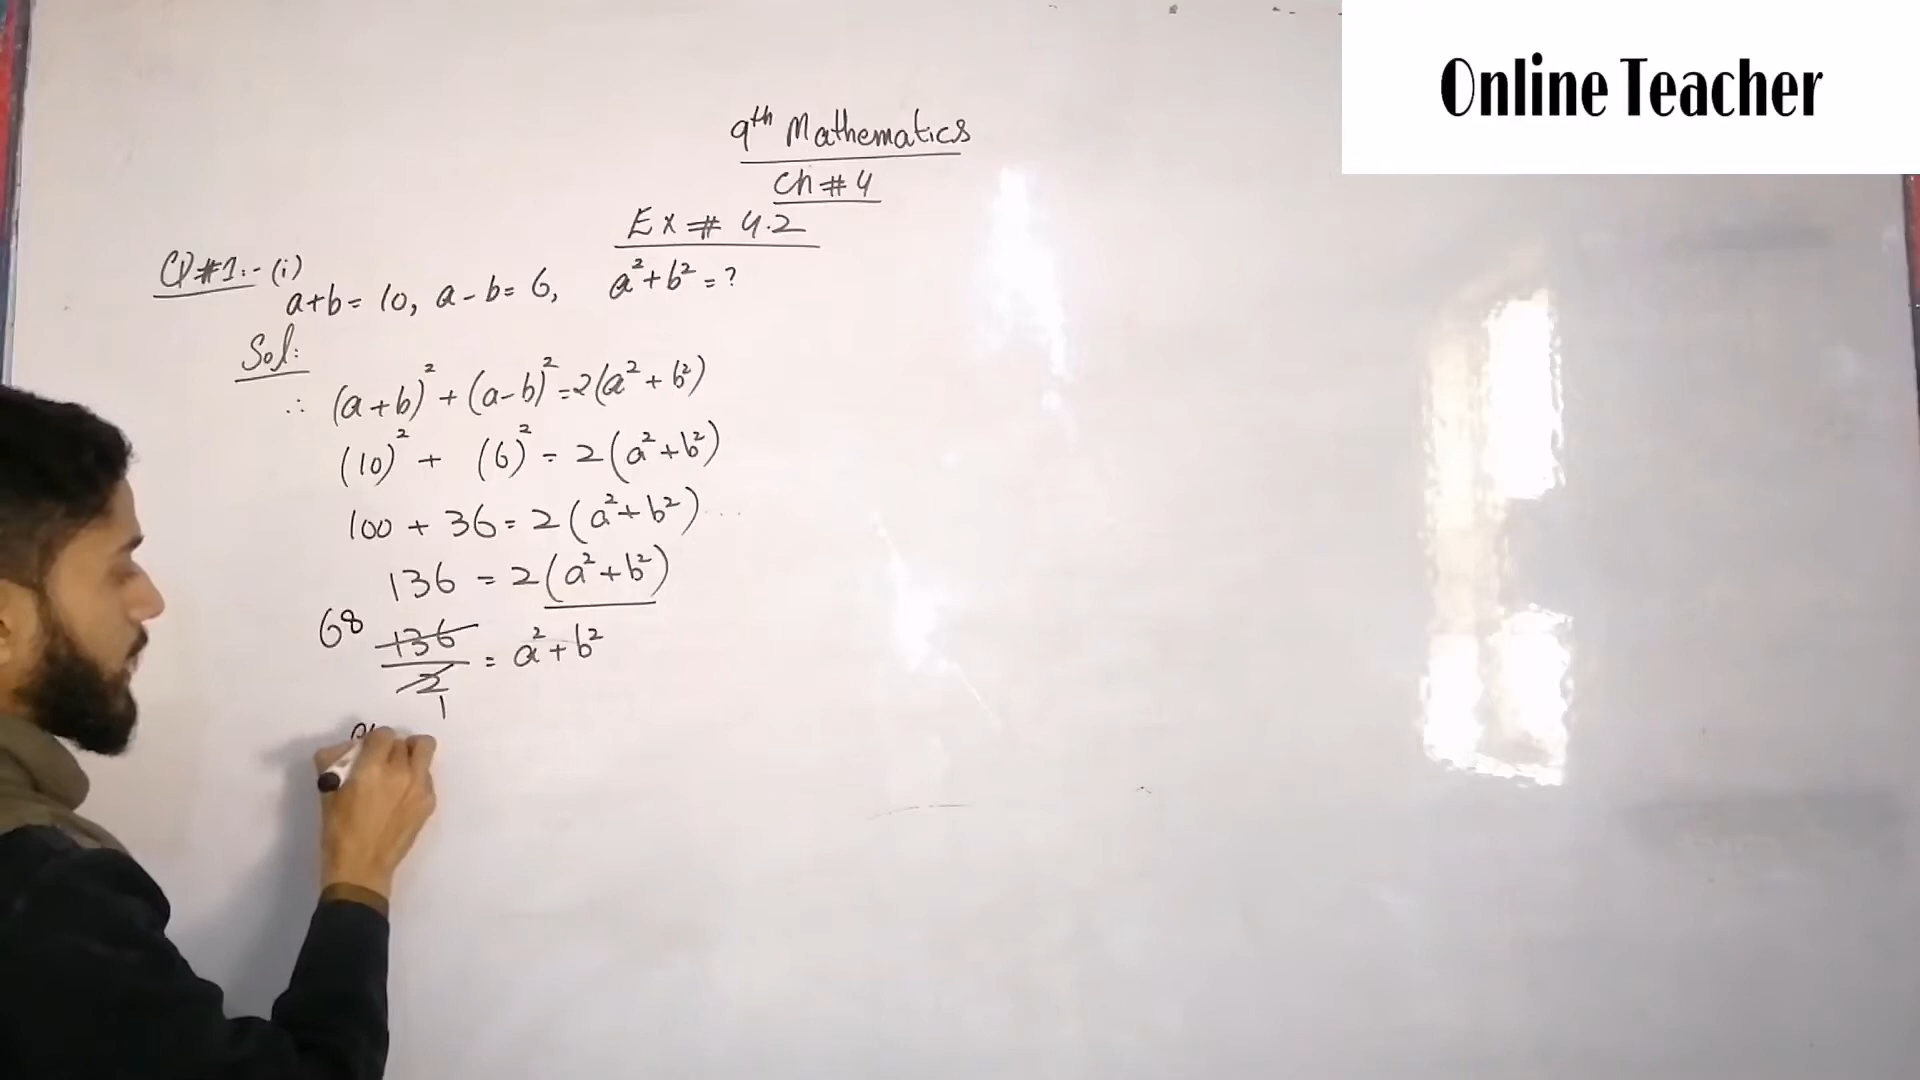 Online Teacher
9th Mathematics
Ch # 4
Ex # 4.2
Q#1:- (i)
a+b= 10, a-b= 6, a²+b² = ?
Sol:
∴ (a+b)² + (a-b)² = 2(a²+b²)
(10)² + (6)² = 2(a²+b²)
100 + 36 = 2(a²+b²)
136 = 2(a²+b²)
68
136/2 = a²+b²
1